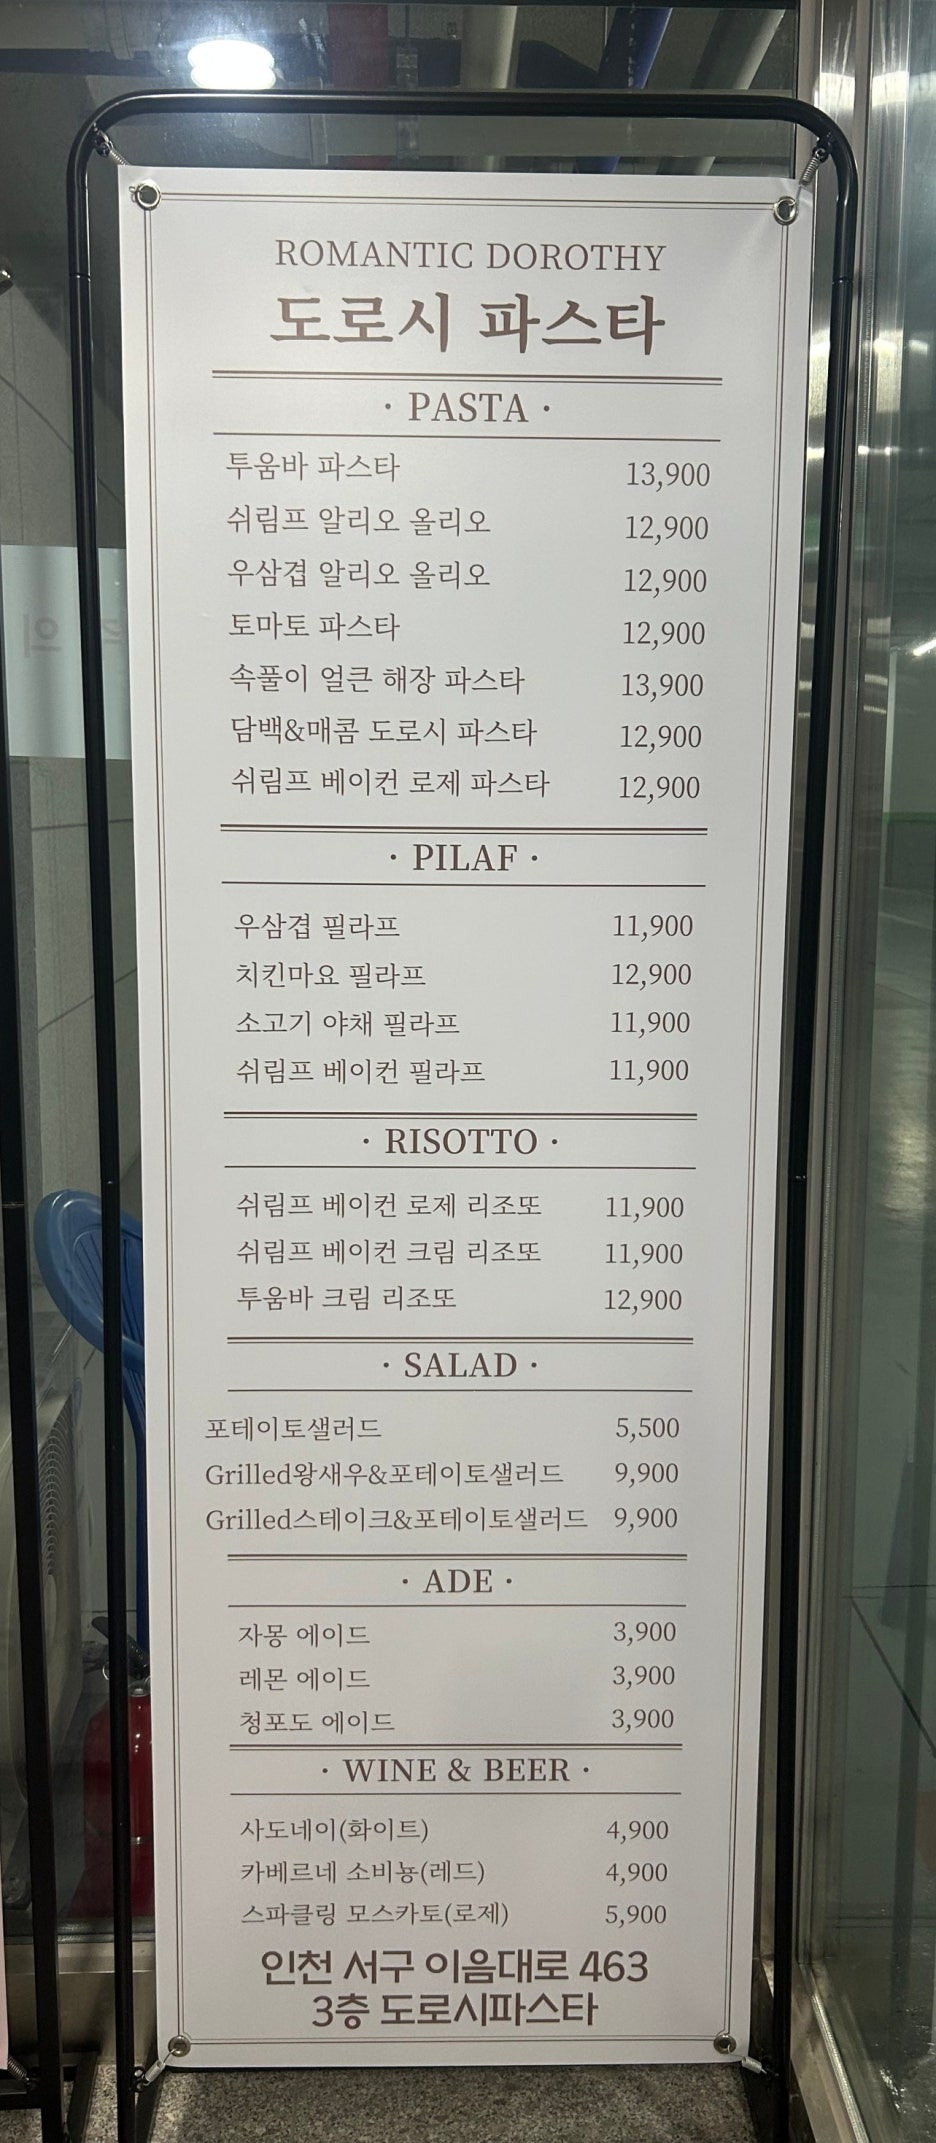 ROMANTIC DOROTHY
도로시 파스타
· PASTA ·
투움바 파스타 13,900
쉬림프 알리오 올리오 12,900
우삼겹 알리오 올리오 12,900
토마토 파스타 12,900
속풀이 얼큰 해장 파스타 13,900
담백&매콤 도로시 파스타 12,900
쉬림프 베이컨 로제 파스타 12,900
· PILAF ·
우삼겹 필라프 11,900
치킨마요 필라프 12,900
소고기 야채 필라프 11,900
쉬림프 베이컨 필라프 11,900
· RISOTTO ·
쉬림프 베이컨 로제 리조또 11,900
쉬림프 베이컨 크림 리조또 11,900
투움바 크림 리조또 12,900
· SALAD ·
포테이토샐러드 5,500
Grilled왕새우&포테이토샐러드 9,900
Grilled스테이크&포테이토샐러드 9,900
· ADE ·
자몽 에이드 3,900
레몬 에이드 3,900
청포도 에이드 3,900
· WINE & BEER ·
사도네이(화이트) 4,900
카베르네 소비뇽(레드) 4,900
스파클링 모스카토(로제) 5,900
인천 서구 이음대로 463
3층 도로시파스타